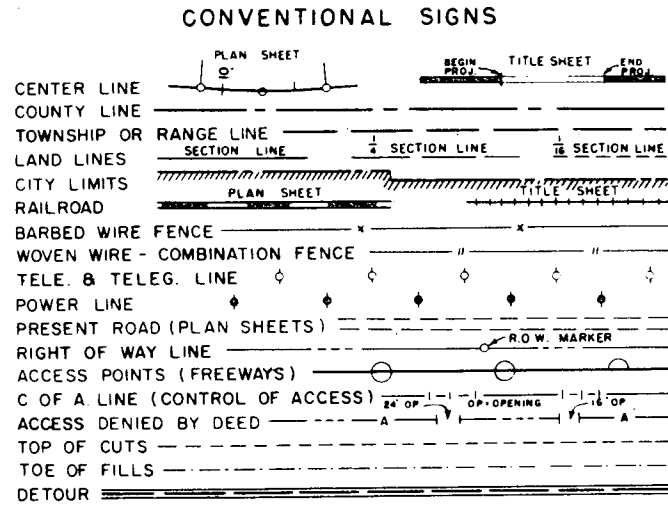 CONVENTIONAL SIGNS
PLAN SHEET
10
BEGIN PROJ. TITLE SHEET END PROJ.
CENTER LINE
COUNTY LINE
TOWNSHIP OR RANGE LINE
LAND LINES SECTION LINE 1/4 SECTION LINE 1/16 SECTION LINE
CITY LIMITS
PLAN SHEET TITLE SHEET
RAILROAD
BARBED WIRE FENCE x x
WOVEN WIRE - COMBINATION FENCE
TELE. & TELEG. LINE
POWER LINE
PRESENT ROAD (PLAN SHEETS)
R.O.W. MARKER
RIGHT OF WAY LINE
ACCESS POINTS (FREEWAYS)
C OF A. LINE (CONTROL OF ACCESS)
24' OP OP-OPENING 16' OP
ACCESS DENIED BY DEED A A
TOP OF CUTS
TOE OF FILLS
DETOUR